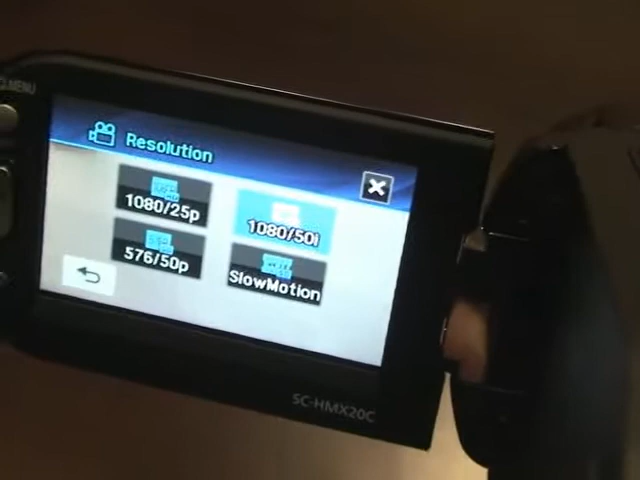 MENU
Resolution
1080/25p
1080/50i
576/50p
SlowMotion
SC-HMX20C